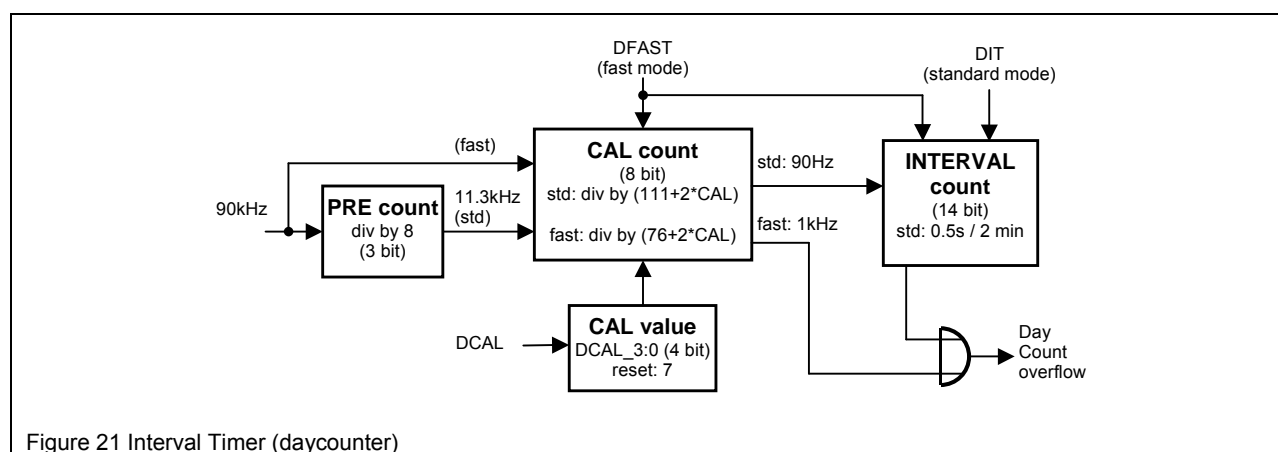 DFAST
(fast mode)
DIT
(standard mode)
(fast)
CAL count
(8 bit)
std: div by (111+2*CAL)
fast: div by (76+2*CAL)
std: 90Hz
fast: 1kHz
INTERVAL
count
(14 bit)
std: 0.5s / 2 min
90kHz
PRE count
div by 8
(3 bit)
11.3kHz
(std)
DCAL
CAL value
DCAL_3:0 (4 bit)
reset: 7
Day
Count
overflow
Figure 21 Interval Timer (daycounter)